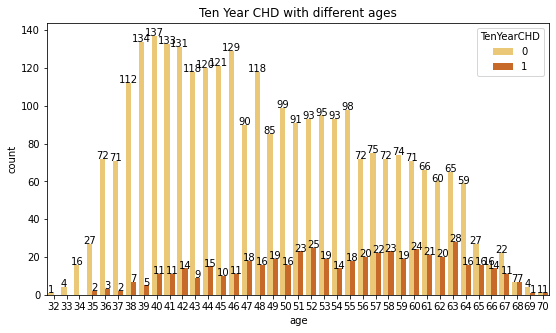 Ten Year CHD with different ages
TenYearCHD
0
1
count
140
120
100
80
60
40
20
0
1 4 16 27 72 71 112 134 137 133 131 118 120 121 129 90 118 85 99 91 93 95 93 98 72 75 72 74 71 66 60 65 59 27 16 22 7 4 1
2 3 2 7 5 11 11 14 9 15 10 11 18 16 19 16 23 25 19 14 18 20 22 23 19 24 21 20 28 16 16 14 11 7 1 1
32 33 34 35 36 37 38 39 40 41 42 43 44 45 46 47 48 49 50 51 52 53 54 55 56 57 58 59 60 61 62 63 64 65 66 67 68 69 70
age